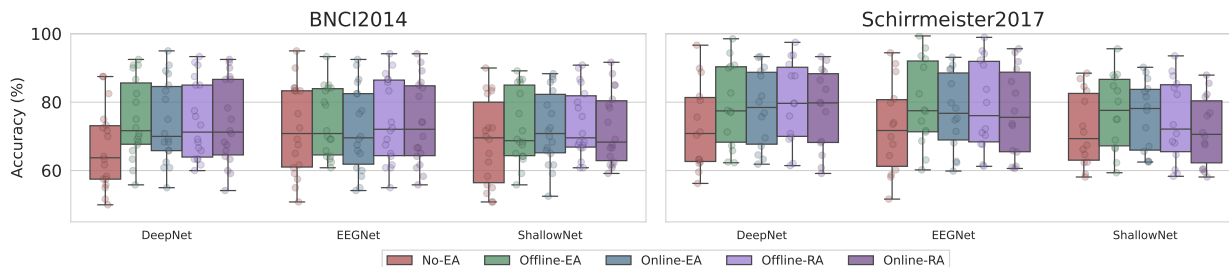 BNCI2014
Schirrmeister2017
Accuracy (%)
100
80
60
DeepNet
EEGNet
ShallowNet
DeepNet
EEGNet
ShallowNet
No-EA
Offline-EA
Online-EA
Offline-RA
Online-RA